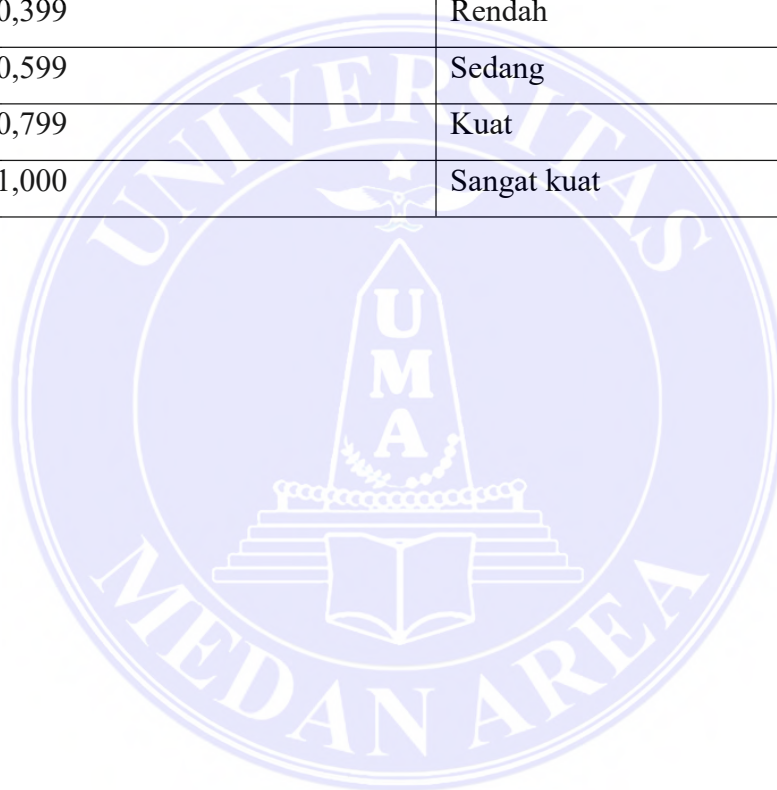 0,399 Rendah
0,599 Sedang
0,799 Kuat
1,000 Sangat kuat
UNIVERSITAS
U
M
A
MEDAN AREA